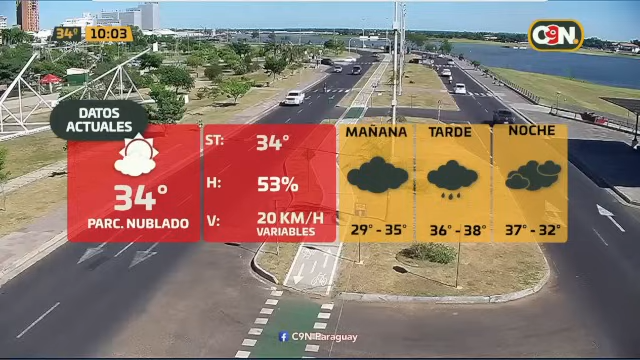 34° 10:03
C9N
DATOS
ACTUALES
34°
PARC. NUBLADO
ST: 34°
H: 53%
V: 20 KM/H
VARIABLES
MAÑANA
29° - 35°
TARDE
36° - 38°
NOCHE
37° - 32°
C9N Paraguay